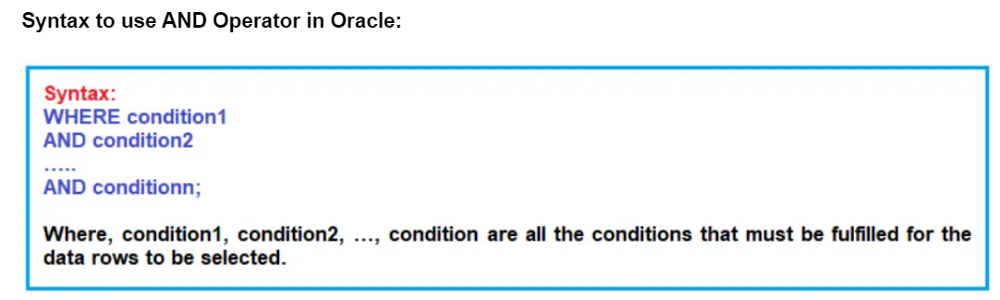 Syntax to use AND Operator in Oracle:
Syntax:
WHERE condition1
AND condition2
…..
AND conditionn;
Where, condition1, condition2, …, condition are all the conditions that must be fulfilled for the
data rows to be selected.